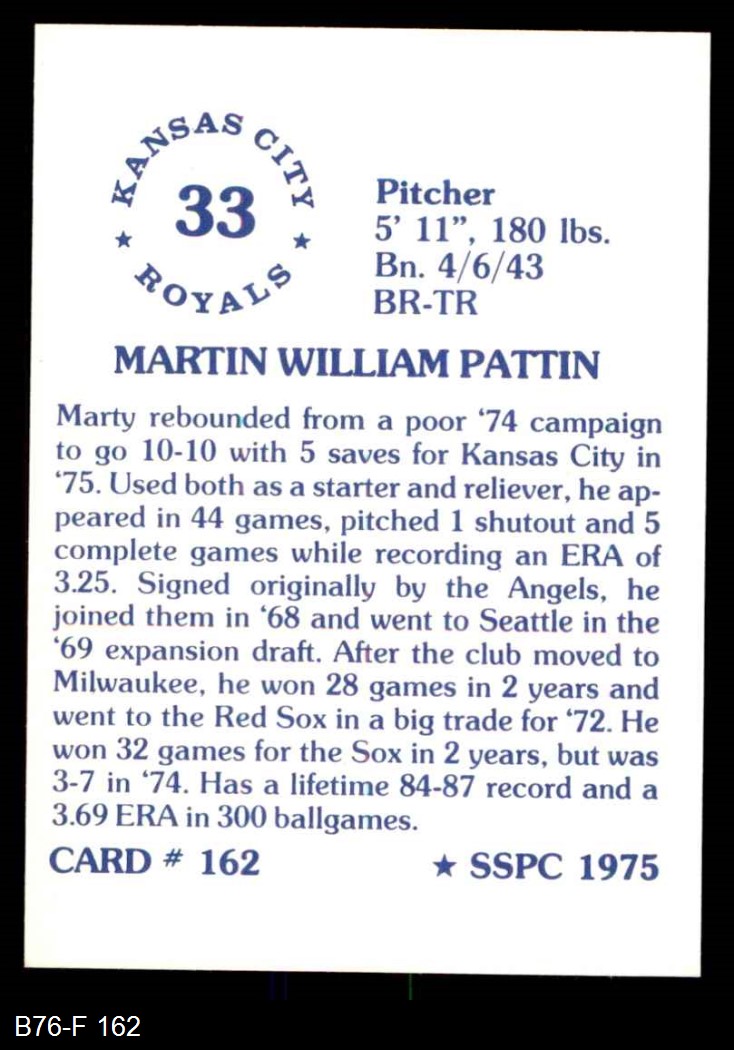 KANSAS CITY
33
★ ★
ROYALS
Pitcher
5’ 11”, 180 lbs.
Bn. 4/6/43
BR-TR
MARTIN WILLIAM PATTIN
Marty rebounded from a poor ‘74 campaign
to go 10-10 with 5 saves for Kansas City in
‘75. Used both as a starter and reliever, he ap-
peared in 44 games, pitched 1 shutout and 5
complete games while recording an ERA of
3.25. Signed originally by the Angels, he
joined them in ‘68 and went to Seattle in the
‘69 expansion draft. After the club moved to
Milwaukee, he won 28 games in 2 years and
went to the Red Sox in a big trade for ‘72. He
won 32 games for the Sox in 2 years, but was
3-7 in ‘74. Has a lifetime 84-87 record and a
3.69 ERA in 300 ballgames.
CARD # 162 ★ SSPC 1975
B76-F 162